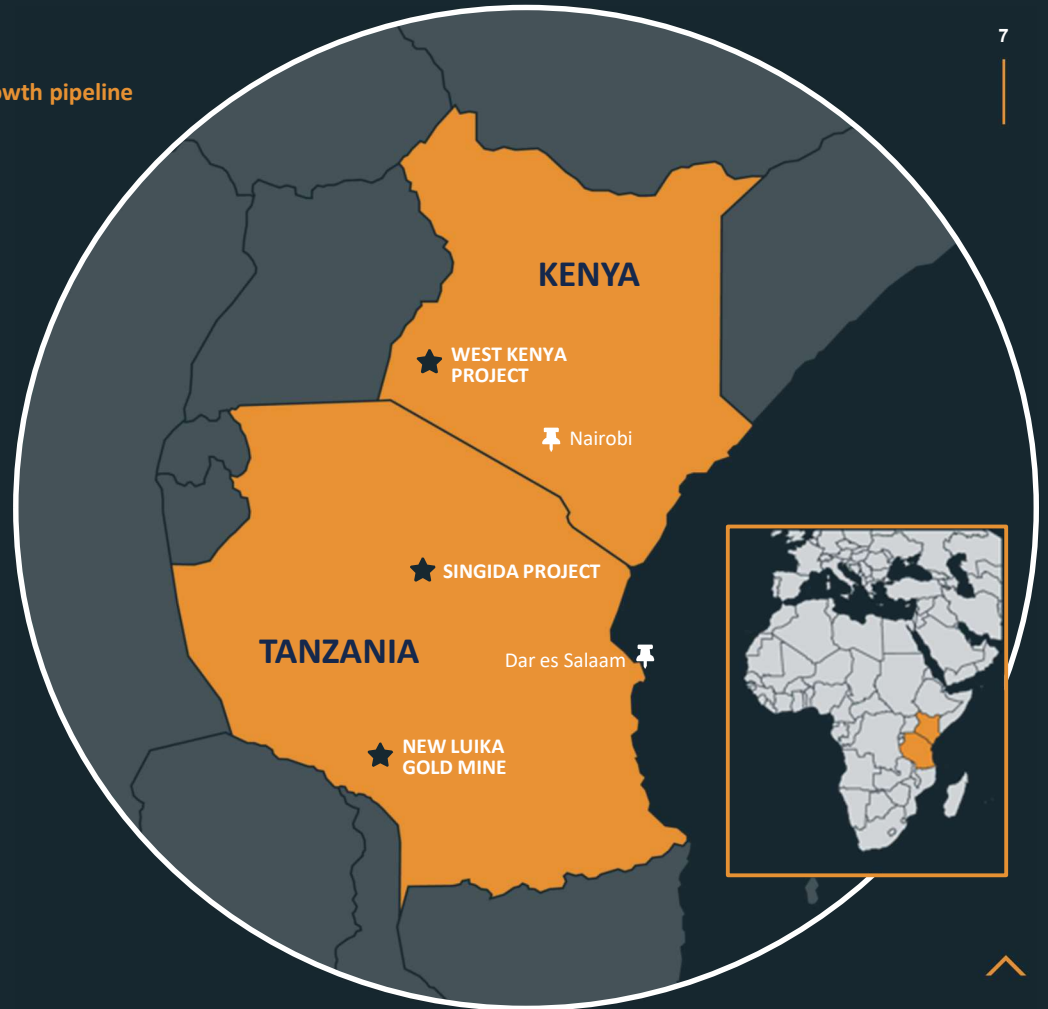 7
owth pipeline
KENYA
WEST KENYA
PROJECT
Nairobi
SINGIDA PROJECT
TANZANIA
Dar es Salaam
NEW LUIKA
GOLD MINE